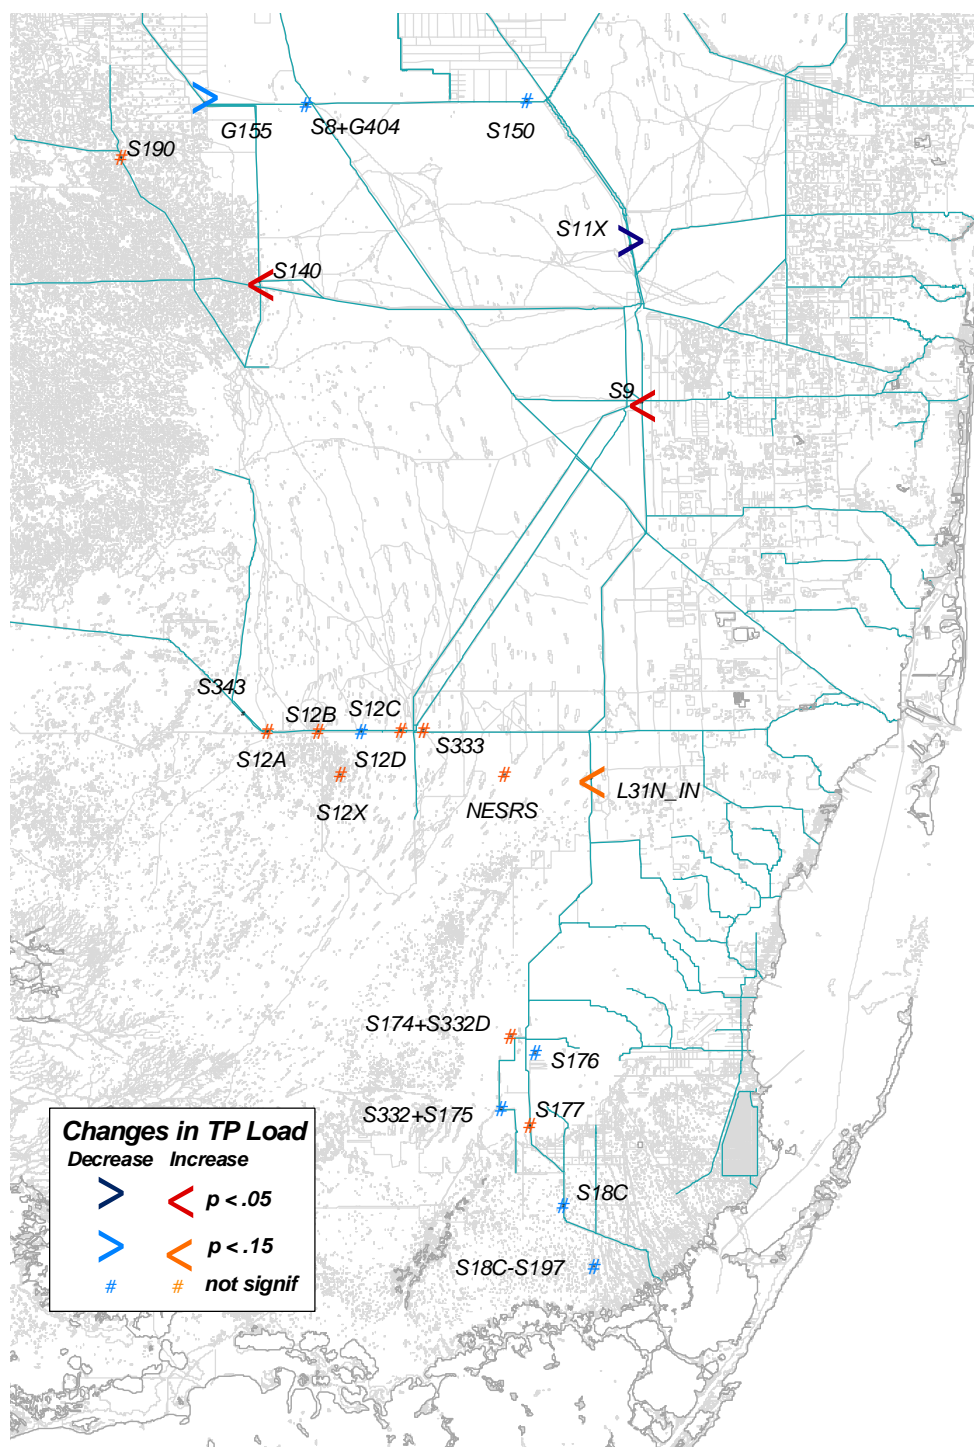 G155
S8+G404
S150
S190
S11X
S140
S9
S343
S12B
S12C
S12A
S12D
S333
S12X
NESRS
L31N_IN
S174+S332D
S176
S332+S175
S177
S18C
S18C-S197
Changes in TP Load
Decrease Increase
> < p < .05
> < p < .15
# # not signif